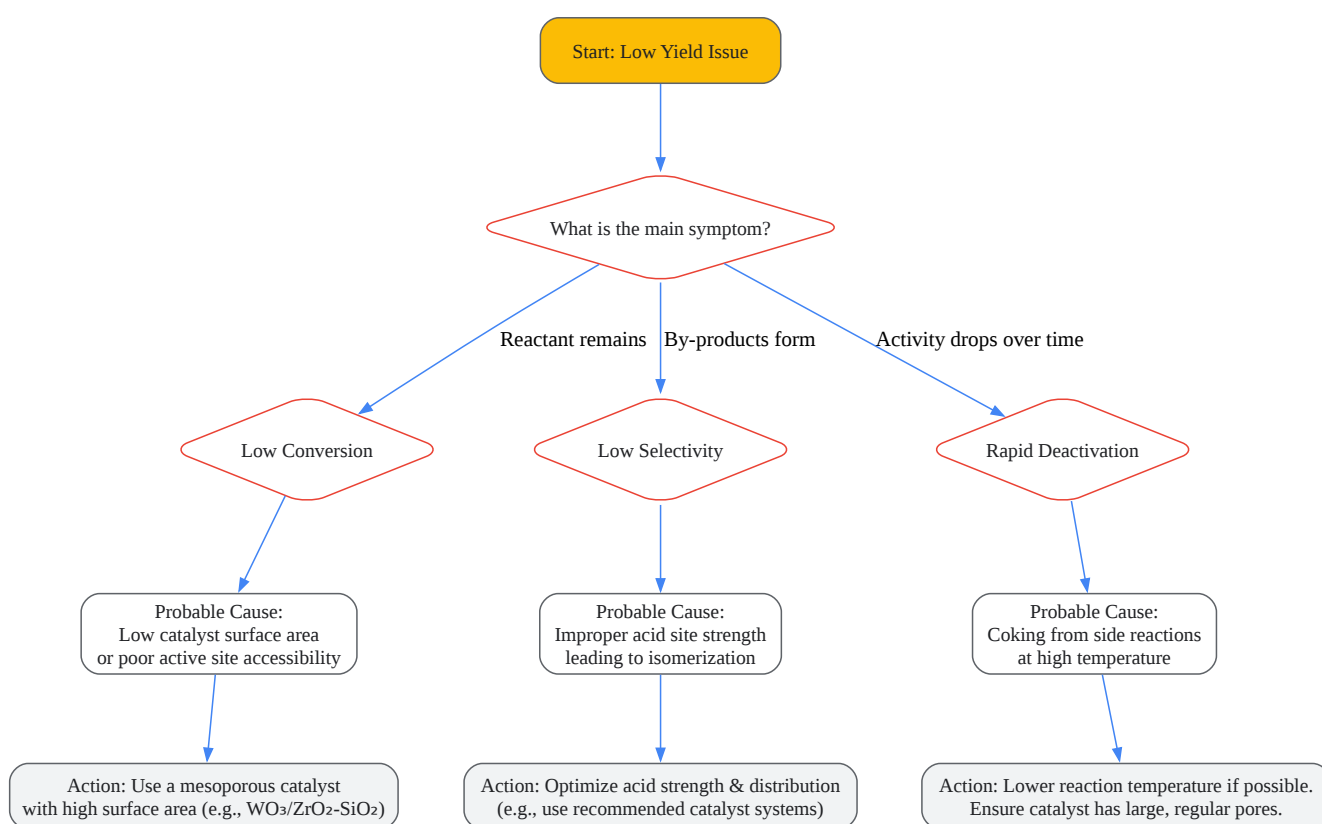 Start: Low Yield Issue
What is the main symptom?
Reactant remains
By-products form
Activity drops over time
Low Conversion
Low Selectivity
Rapid Deactivation
Probable Cause:
Low catalyst surface area
or poor active site accessibility
Probable Cause:
Improper acid site strength
leading to isomerization
Probable Cause:
Coking from side reactions
at high temperature
Action: Use a mesoporous catalyst
with high surface area (e.g., WO₃/ZrO₂-SiO₂)
Action: Optimize acid strength & distribution
(e.g., use recommended catalyst systems)
Action: Lower reaction temperature if possible.
Ensure catalyst has large, regular pores.